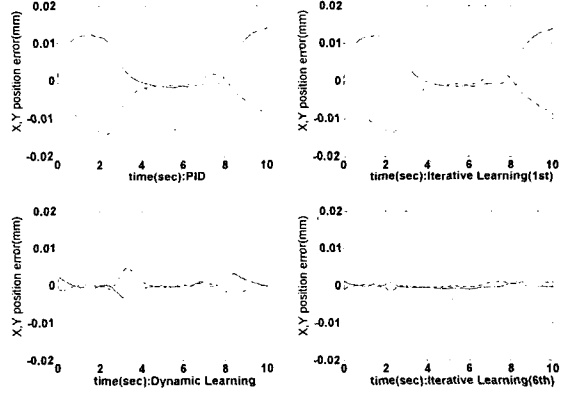 0.02
0.01
0
-0.01
-0.02
X,Y position error(mm)
0 2 4 6 8 10
time(sec):PID
0.02
0.01
0
-0.01
-0.02
X,Y position error(mm)
0 2 4 6 8 10
time(sec):Iterative Learning(1st)
0.02
0.01
0
-0.01
-0.02
X,Y position error(mm)
0 2 4 6 8 10
time(sec):Dynamic Learning
0.02
0.01
0
-0.01
-0.02
X,Y position error(mm)
0 2 4 6 8 10
time(sec):Iterative Learning(6th)